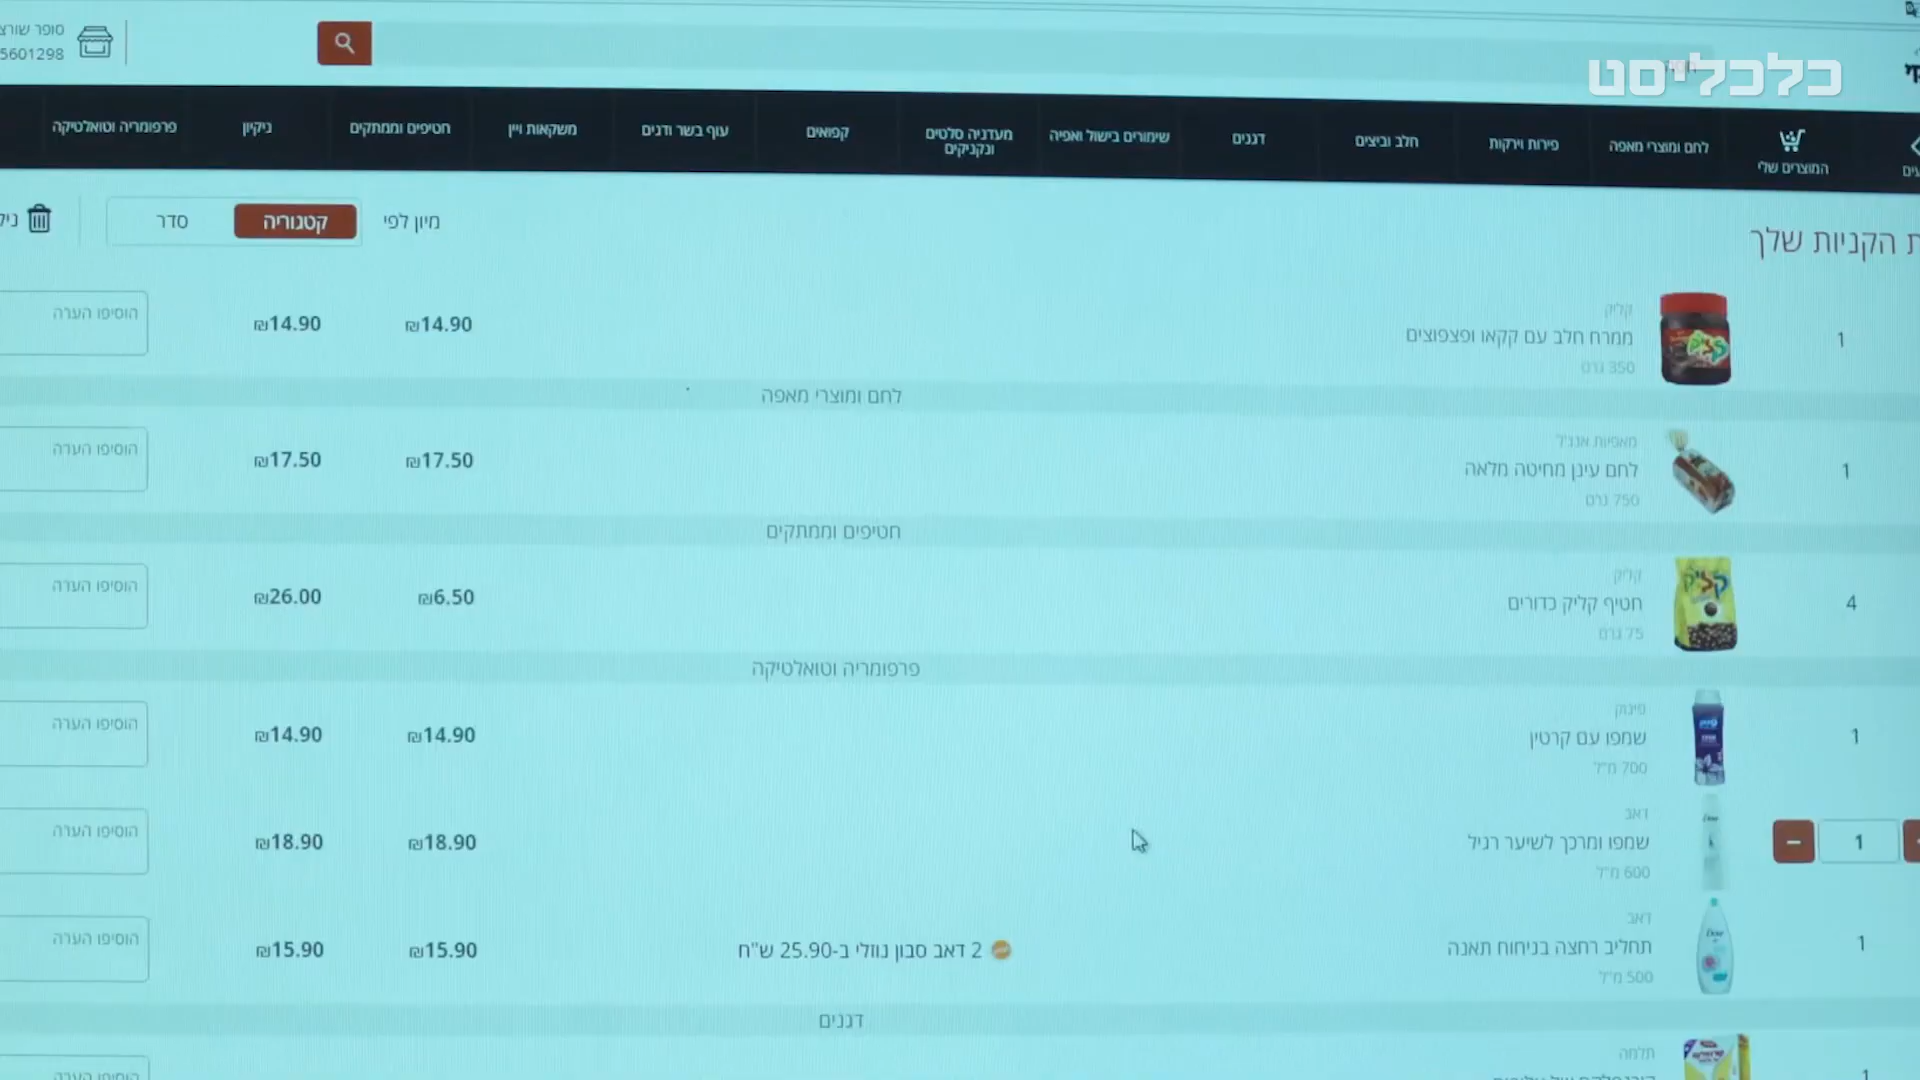 סופר שורצ
5601298
כלכליסט
המוצרים שלי
לחם ומוצרי מאפה
פירות וירקות
חלב וביצים
דגנים
שימורים בישול ואפיה
מעדניה סלטים
ונקניקים
קפואים
עוף בשר ודגים
משקאות ויין
חטיפים וממתקים
ניקיון
פרפומריה וטואלטיקה
ת הקניות שלך
מיון לפי
קטגוריה
סדר
1
קליק
ממרח חלב עם קקאו ופצפוצים
350 גרם
₪14.90
₪14.90
הוסיפו הערה
לחם ומוצרי מאפה
1
מאפיות אנג'ל
לחם עינן מחיטה מלאה
750 גרם
₪17.50
₪17.50
הוסיפו הערה
חטיפים וממתקים
4
קליק
חטיף קליק כדורים
75 גרם
₪6.50
₪26.00
הוסיפו הערה
פרפומריה וטואלטיקה
1
פינוק
שמפו עם קרטין
700 מ"ל
₪14.90
₪14.90
הוסיפו הערה
1
דאב
שמפו ומרכך לשיער רגיל
600 מ"ל
₪18.90
₪18.90
הוסיפו הערה
1
דאב
תחליב רחצה בניחוח תאנה
500 מ"ל
2 דאב סבון נוזלי ב-25.90 ש"ח
₪15.90
₪15.90
הוסיפו הערה
דגנים
תלמה
1
הוסיפו הערה